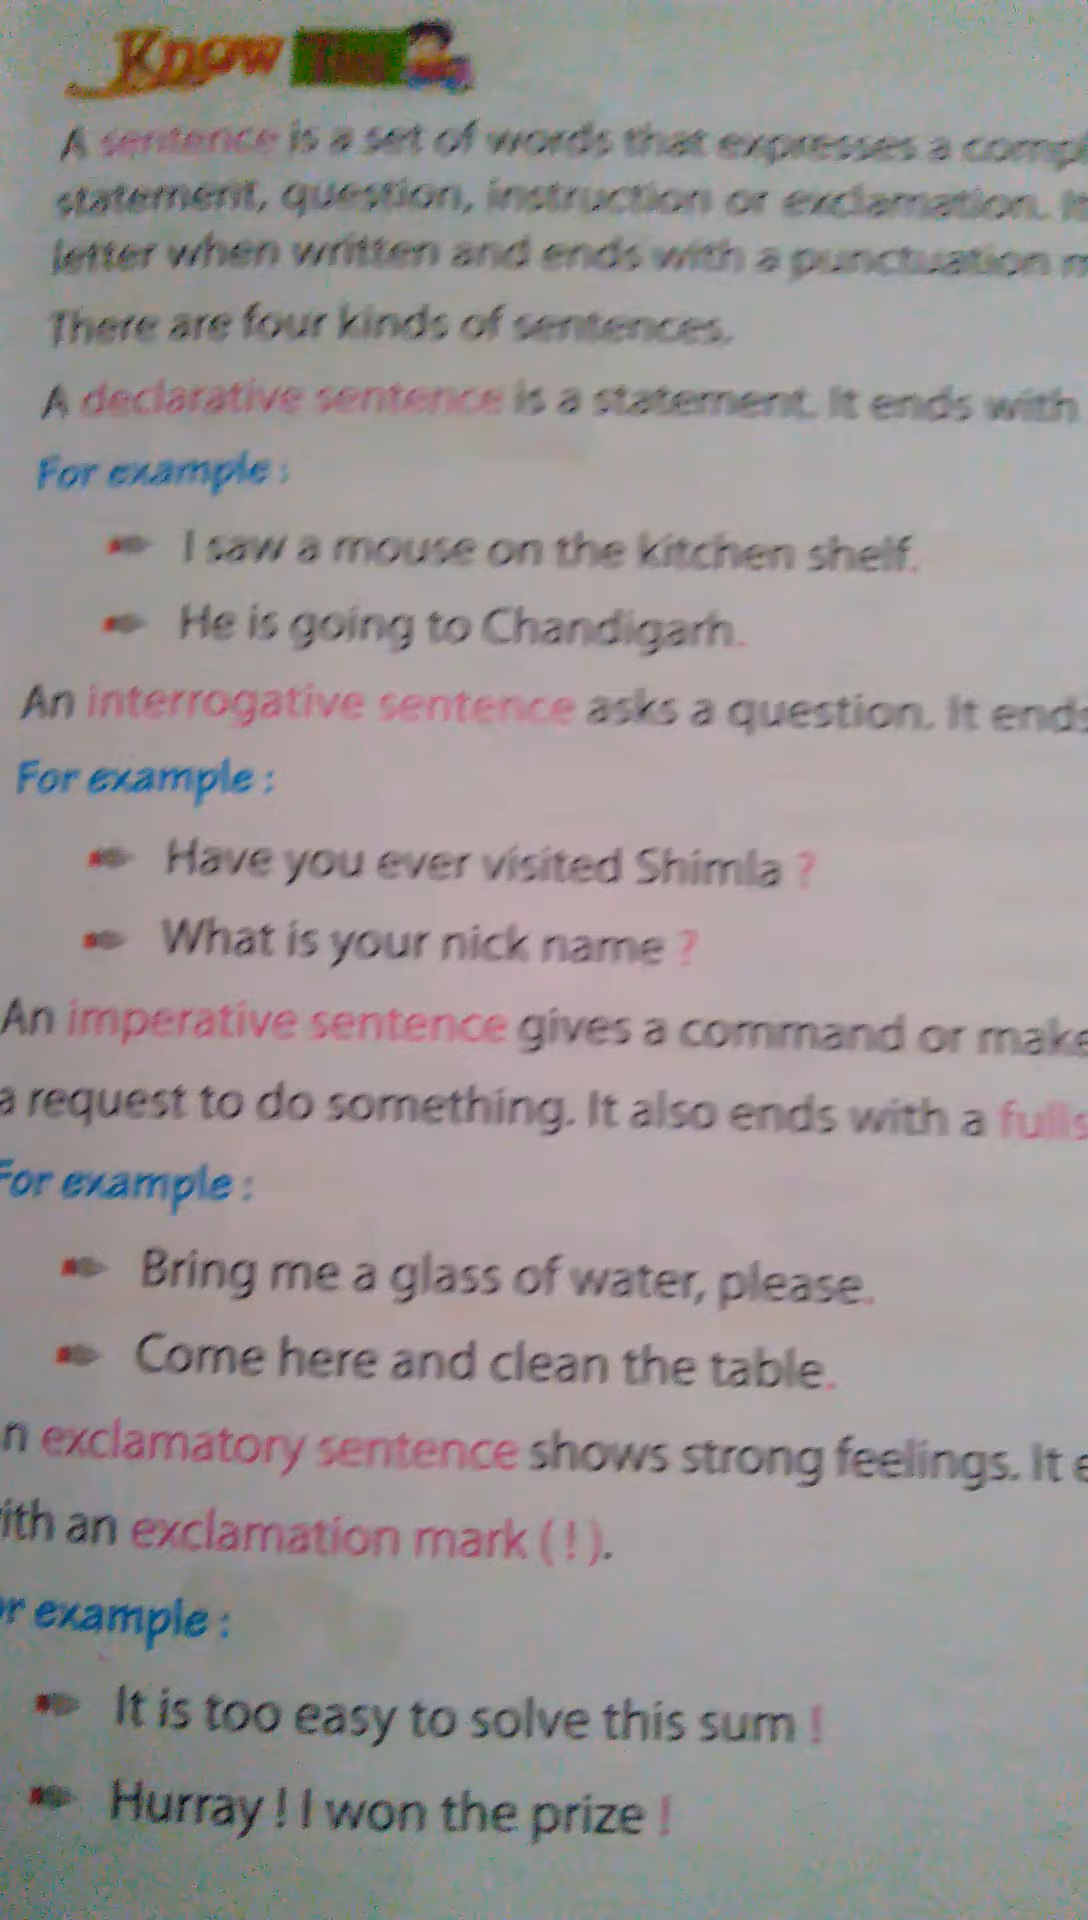 Know This
A sentence is a set of words that expresses a
statement, question, instruction or exclamation.
letter when written and ends with a punctuation
There are four kinds of sentences.
A declarative sentence is a statement. It ends with
For example :
I saw a mouse on the kitchen shelf.
He is going to Chandigarh.
An interrogative sentence asks a question. It ends
For example :
Have you ever visited Shimla ?
What is your nick name ?
An imperative sentence gives a command or make
a request to do something. It also ends with a fulls
For example :
Bring me a glass of water, please.
Come here and clean the table.
n exclamatory sentence shows strong feelings. It e
ith an exclamation mark ( ! ).
or example :
It is too easy to solve this sum !
Hurray ! I won the prize !